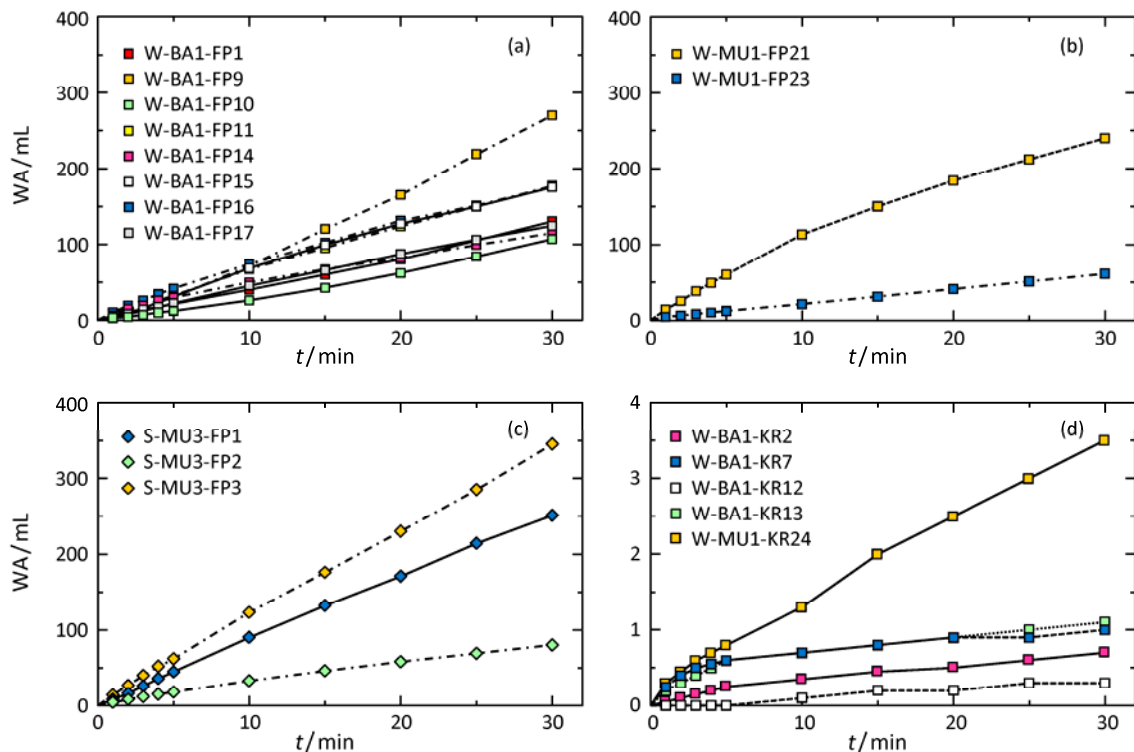 400
300
200
100
0
WA/mL
(a)
W-BA1-FP1
W-BA1-FP9
W-BA1-FP10
W-BA1-FP11
W-BA1-FP14
W-BA1-FP15
W-BA1-FP16
W-BA1-FP17
0 10 20 30
t/min
400
300
200
100
0
(b)
W-MU1-FP21
W-MU1-FP23
0 10 20 30
t/min
400
300
200
100
0
WA/mL
(c)
S-MU3-FP1
S-MU3-FP2
S-MU3-FP3
0 10 20 30
t/min
4
3
2
1
0
(d)
W-BA1-KR2
W-BA1-KR7
W-BA1-KR12
W-BA1-KR13
W-MU1-KR24
0 10 20 30
t/min